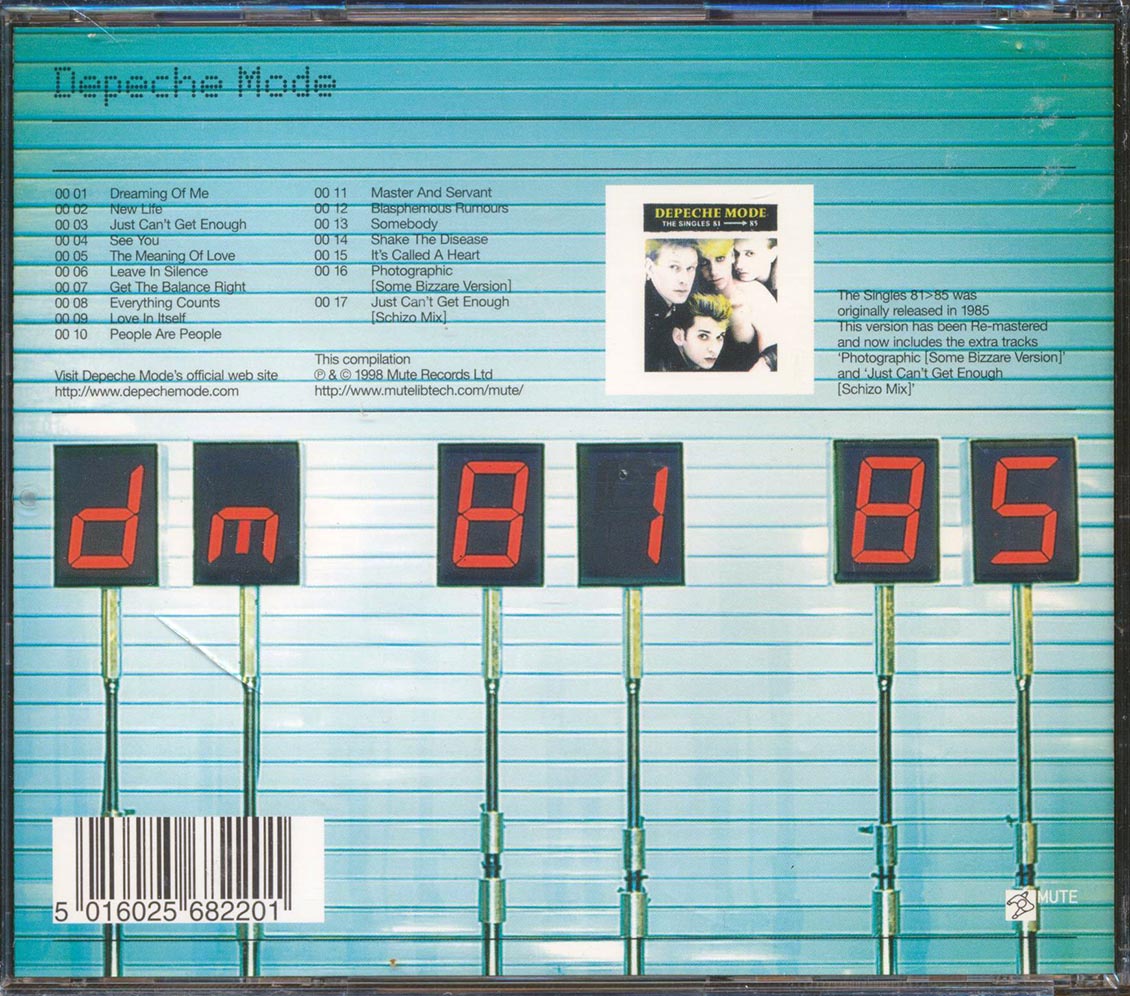 Depeche Mode
00 01 Dreaming Of Me
00 02 New Life
00 03 Just Can't Get Enough
00 04 See You
00 05 The Meaning Of Love
00 06 Leave In Silence
00 07 Get The Balance Right
00 08 Everything Counts
00 09 Love In Itself
00 10 People Are People
00 11 Master And Servant
00 12 Blasphemous Rumours
00 13 Somebody
00 14 Shake The Disease
00 15 It's Called A Heart
00 16 Photographic
[Some Bizzare Version]
00 17 Just Can't Get Enough
[Schizo Mix]
Visit Depeche Mode's official web site
http://www.depechemode.com
This compilation
℗ & © 1998 Mute Records Ltd
http://www.mutelibtech.com/mute/
DEPECHE MODE
THE SINGLES 81 → 85
The Singles 81>85 was
originally released in 1985
This version has been Re-mastered
and now includes the extra tracks
'Photographic [Some Bizzare Version]'
and 'Just Can't Get Enough
[Schizo Mix]'
dm 81 85
5 016025 682201
MUTE